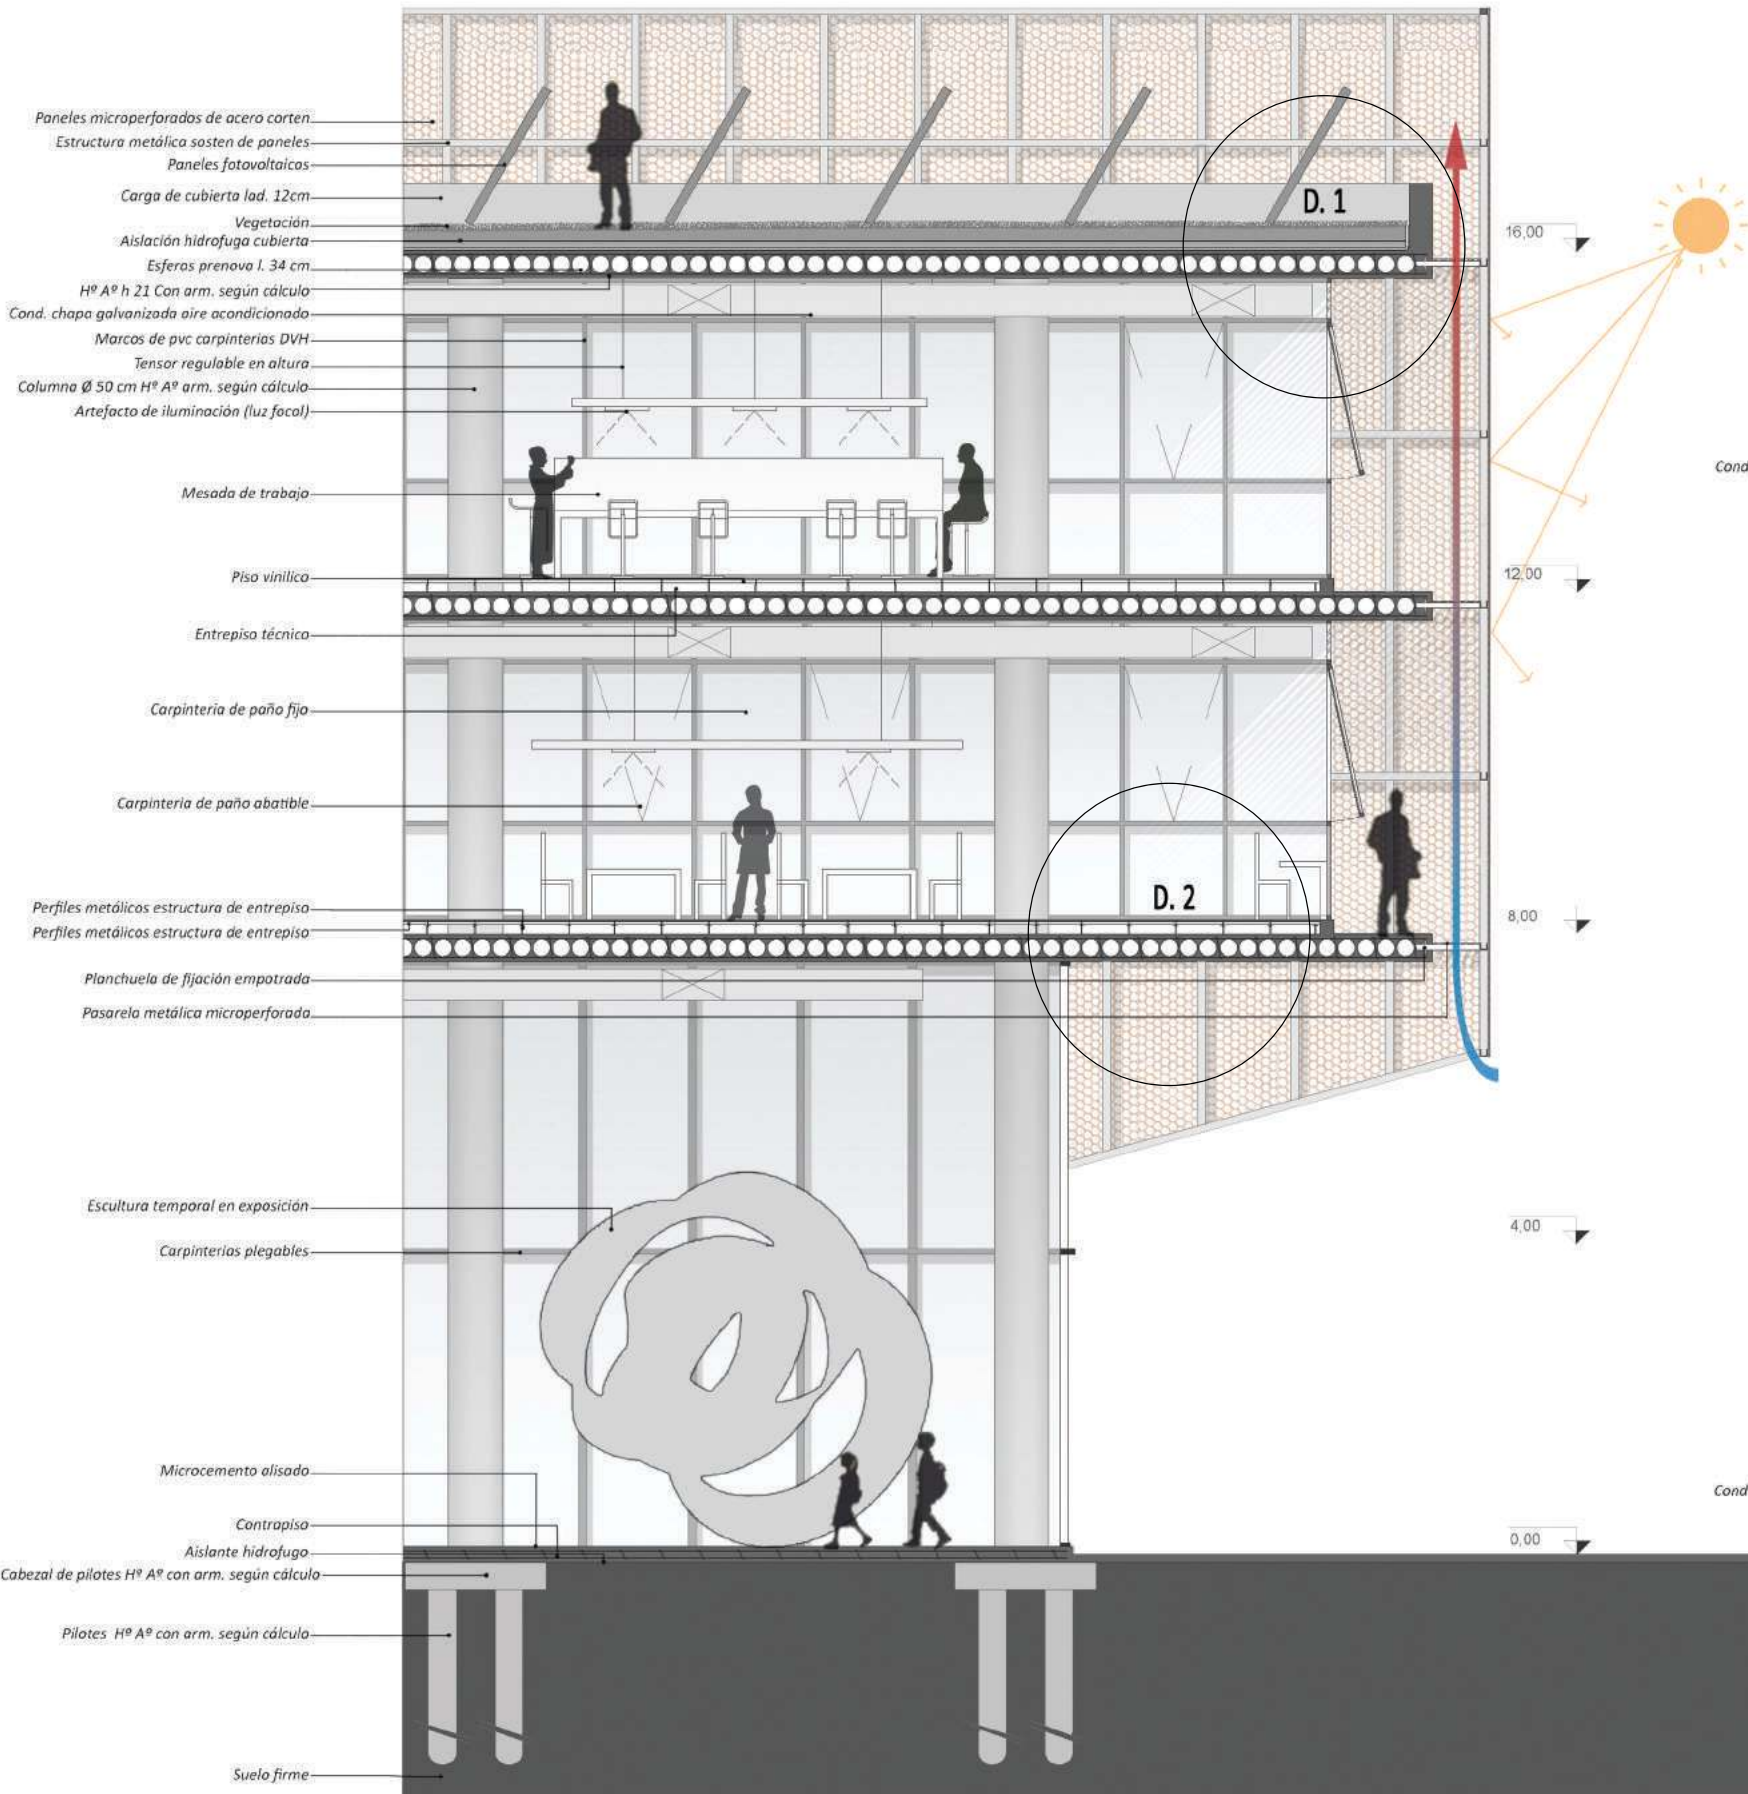 Paneles microperforados de acero corten
Estructura metálica sosten de paneles
Paneles fotovoltaicos
Carga de cubierta lad. 12cm
Vegetación
Aislación hidrofuga cubierta
Esferas prenova l. 34 cm
Hº Aº h 21 Con arm. según cálculo
Cond. chapa galvanizada aire acondicionado
Marcos de pvc carpinterias DVH
Tensor regulable en altura
Columna Ø 50 cm Hº Aº arm. según cálculo
Artefacto de iluminación (luz focal)
Mesada de trabajo
Piso vinilico
Entrepiso técnico
Carpinteria de paño fijo
Carpinteria de paño abatible
Perfiles metálicos estructura de entrepiso
Perfiles metálicos estructura de entrepiso
Planchuela de fijación empotrada
Pasarela metálica microperforada
Escultura temporal en exposición
Carpinterias plegables
Microcemento alisado
Contrapiso
Aislante hidrofugo
Cabezal de pilotes Hº Aº con arm. según cálculo
Pilotes Hº Aº con arm. según cálculo
Suelo firme
D. 1
D. 2
16,00
12,00
8,00
4,00
0,00
Cond
Cond